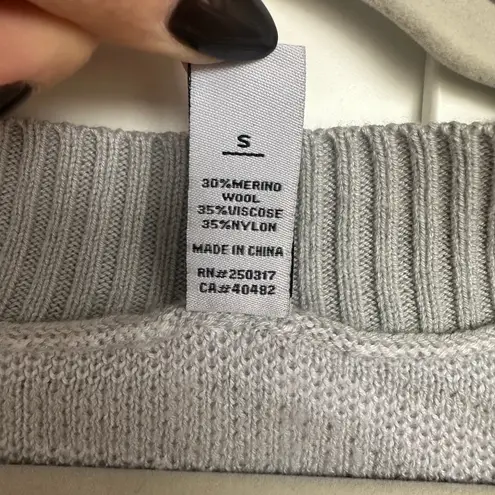 S
30%MERINO
WOOL
35%VISCOSE
35%NYLON
MADE IN CHINA
RN#250317
CA#40482